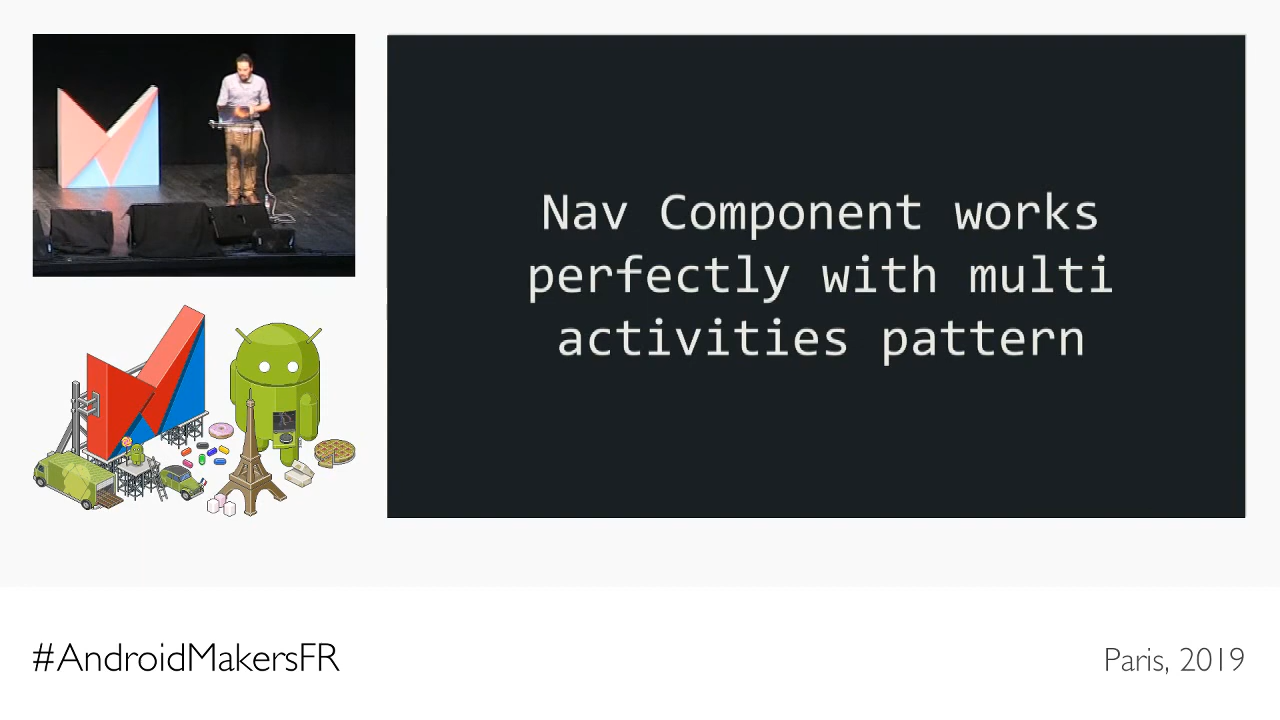 Nav Component works
perfectly with multi
activities pattern
#AndroidMakersFR
Paris, 2019